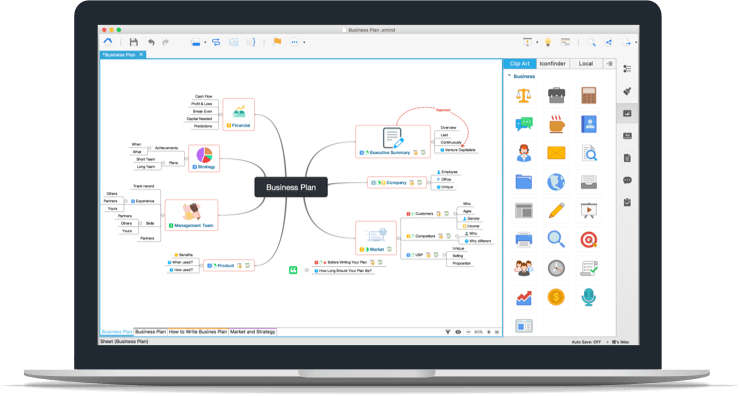 Business Plan.xmind
*Business Plan
Clip Art
Iconfinder
Local
Business
Cash Flow
Profit & Loss
Break Even
Capital Needed
Predictions
Financial
When
What
Achievements
Short Team
Long Team
Plans
Strategy
Track record
Others
Partners
Yours
Experience
Partners
Others
Yours
Skills
Partners
Management Team
Benefits
When used?
How used?
Product
Business Plan
Executive Summary
Overview
Last
Continuously
Venture Capitalists
Company
Employee
Office
Unique
Market
Customers
Who
Ages
Gender
Income
Competitors
Who
Why different
USP
Unique
Selling
Proposition
Before Writing Your Plan
How Long Should Your Plan Be?
Business Plan
Business Plan
How to Write Busines Plan
Market and Strategy
Sheet (Business Plan)
Auto Save: OFF